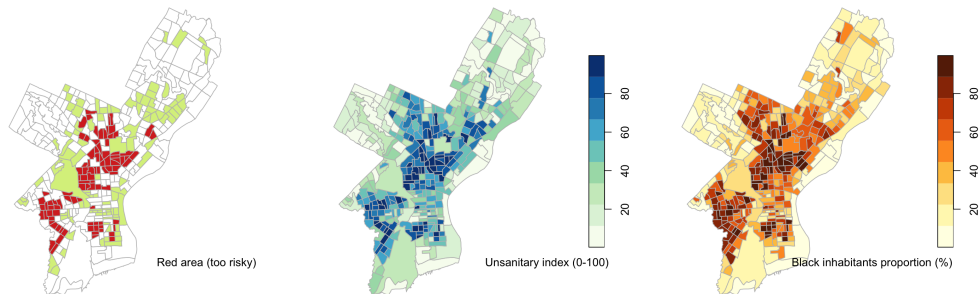 Red area (too risky)
80
60
40
20
Unsanitary index (0-100)
80
60
40
20
Black inhabitants proportion (%)